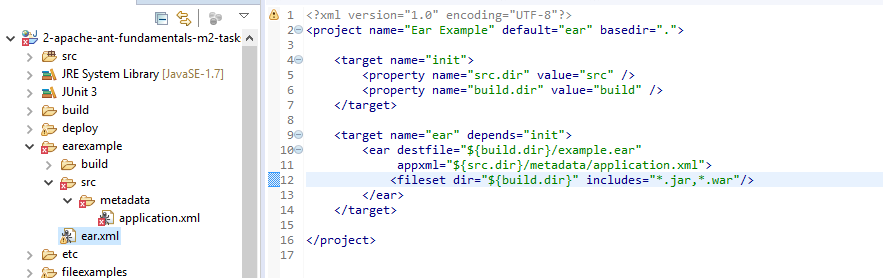 2-apache-ant-fundamentals-m2-task
src
JRE System Library [JavaSE-1.7]
JUnit 3
build
deploy
earexample
build
src
metadata
application.xml
ear.xml
etc
fileexamples
1 <?xml version="1.0" encoding="UTF-8"?>
2 <project name="Ear Example" default="ear" basedir=".">
3
4 <target name="init">
5 <property name="src.dir" value="src" />
6 <property name="build.dir" value="build" />
7 </target>
8
9 <target name="ear" depends="init">
10 <ear destfile="${build.dir}/example.ear"
11 appxml="${src.dir}/metadata/application.xml">
12 <fileset dir="${build.dir}" includes="*.jar,*.war"/>
13 </ear>
14 </target>
15
16 </project>
17